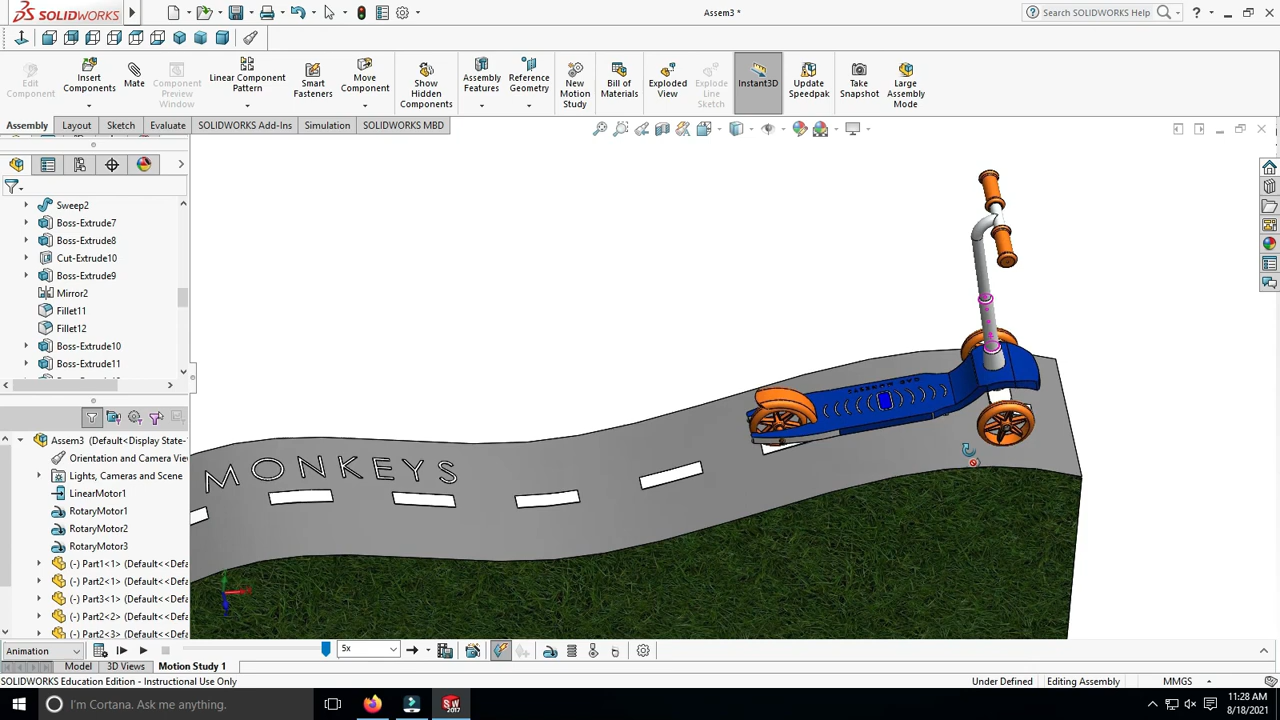 SOLIDWORKS
Assem3 *
Search SOLIDWORKS Help
Edit Component
Insert Components
Mate
Component Preview Window
Linear Component Pattern
Smart Fasteners
Move Component
Show Hidden Components
Assembly Features
Reference Geometry
New Motion Study
Bill of Materials
Exploded View
Explode Line Sketch
Instant3D
Update Speedpak
Take Snapshot
Large Assembly Mode
Assembly Layout Sketch Evaluate SOLIDWORKS Add-Ins Simulation SOLIDWORKS MBD
Sweep2
Boss-Extrude7
Boss-Extrude8
Cut-Extrude10
Boss-Extrude9
Mirror2
Fillet11
Fillet12
Boss-Extrude10
Boss-Extrude11
Assem3 (Default<Display State-
Orientation and Camera View
Lights, Cameras and Scene
LinearMotor1
RotaryMotor1
RotaryMotor2
RotaryMotor3
(-) Part1<1> (Default<<Defa
(-) Part2<1> (Default<<Defa
(-) Part3<1> (Default<<Defa
(-) Part2<2> (Default<<Defa
(-) Part2<3> (Default<<Defa
MONKEYS
Animation
5x
Model 3D Views Motion Study 1
SOLIDWORKS Education Edition - Instructional Use Only
Under Defined Editing Assembly MMGS
I'm Cortana. Ask me anything.
SW
2017
11:28 AM
8/18/2021